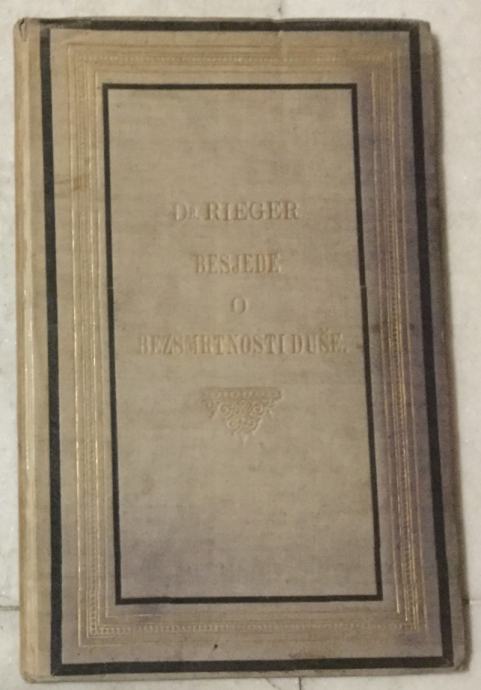 Dr. RIEGER
BESJEDE
O
BEZSMRTNOSTI DUŠE.